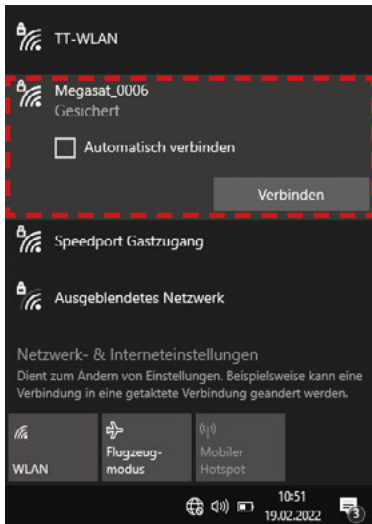 TT-WLAN
Megasat_0006
Gesichert
Automatisch verbinden
Verbinden
Speedport Gastzugang
Ausgeblendetes Netzwerk
Netzwerk- & Interneteinstellungen
Dient zum Ändern von Einstellungen. Beispielsweise kann eine
Verbindung in eine getaktete Verbindung geändert werden.
WLAN
Flugzeug-
modus
Mobiler
Hotspot
10:51
19.02.2022
3